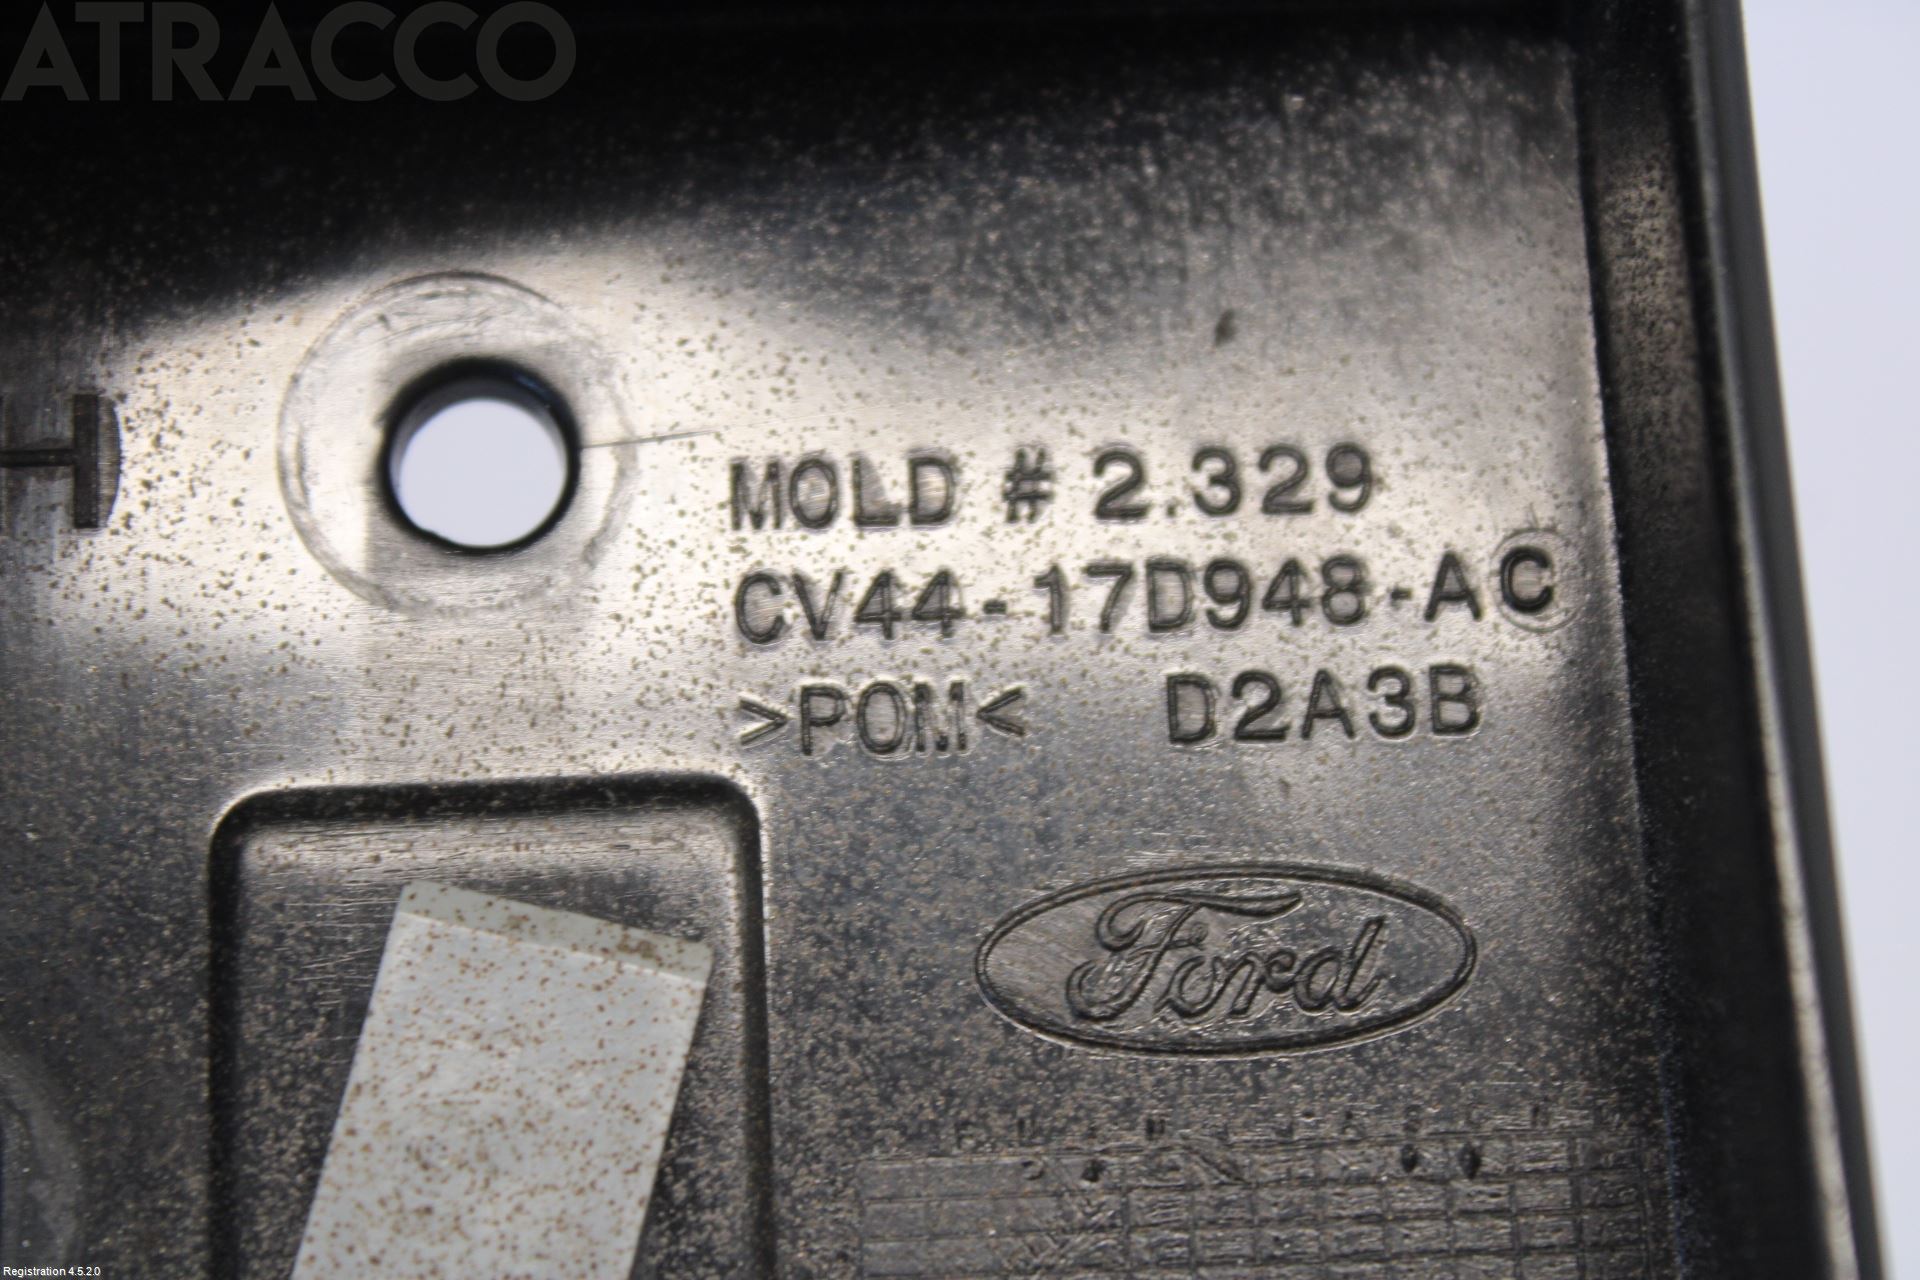 ATRACCO
MOLD # 2.329
CV44-17D948-AC
>POM< D2A3B
Ford
Registration 4.5.2.0